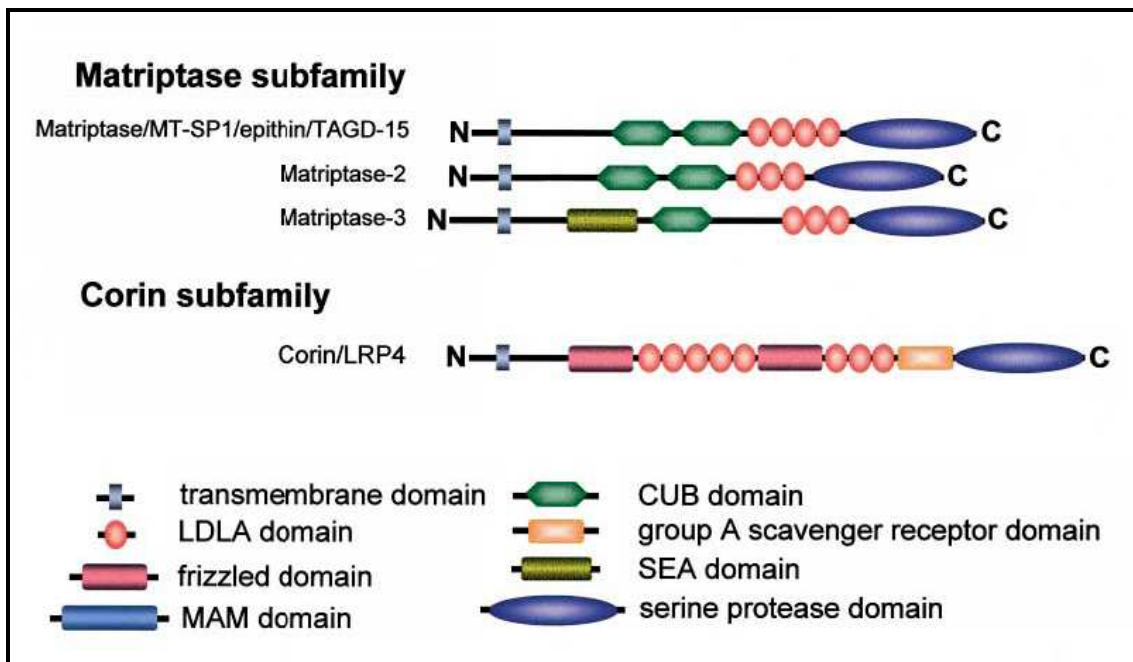 Matriptase subfamily
Matriptase/MT-SP1/epithin/TAGD-15 N C
Matriptase-2 N C
Matriptase-3 N C
Corin subfamily
Corin/LRP4 N C
transmembrane domain
LDLA domain
frizzled domain
MAM domain
CUB domain
group A scavenger receptor domain
SEA domain
serine protease domain